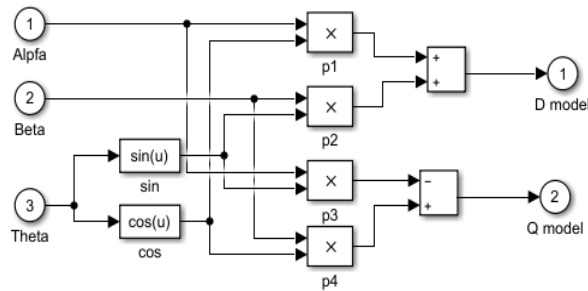 1
Alpfa
2
Beta
3
Theta
sin(u)
sin
cos(u)
cos
×
p1
×
p2
×
p3
×
p4
+
+
−
+
1
D model
2
Q model